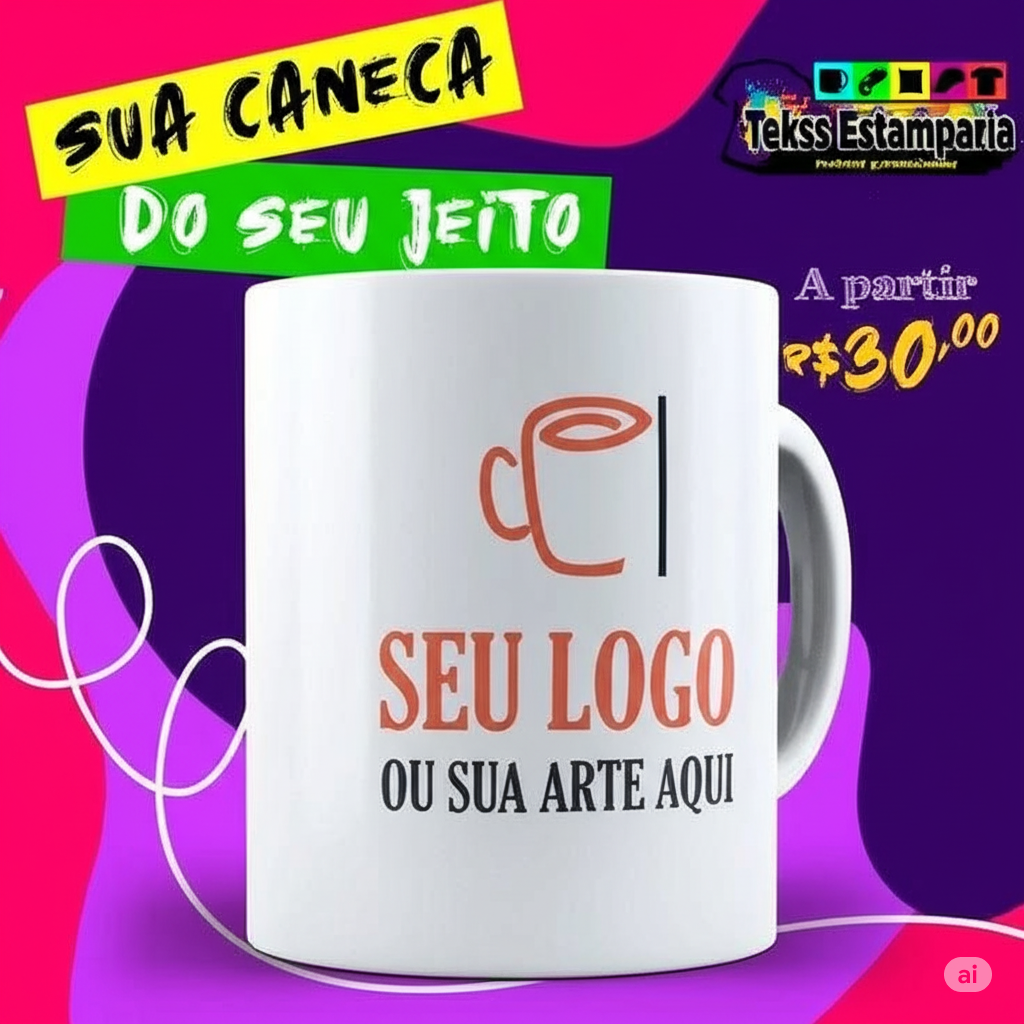 SUA CANECA
DO SEU JEITO
Tekss Estamparia
A partir
R$30,00
SEU LOGO
OU SUA ARTE AQUI
ai